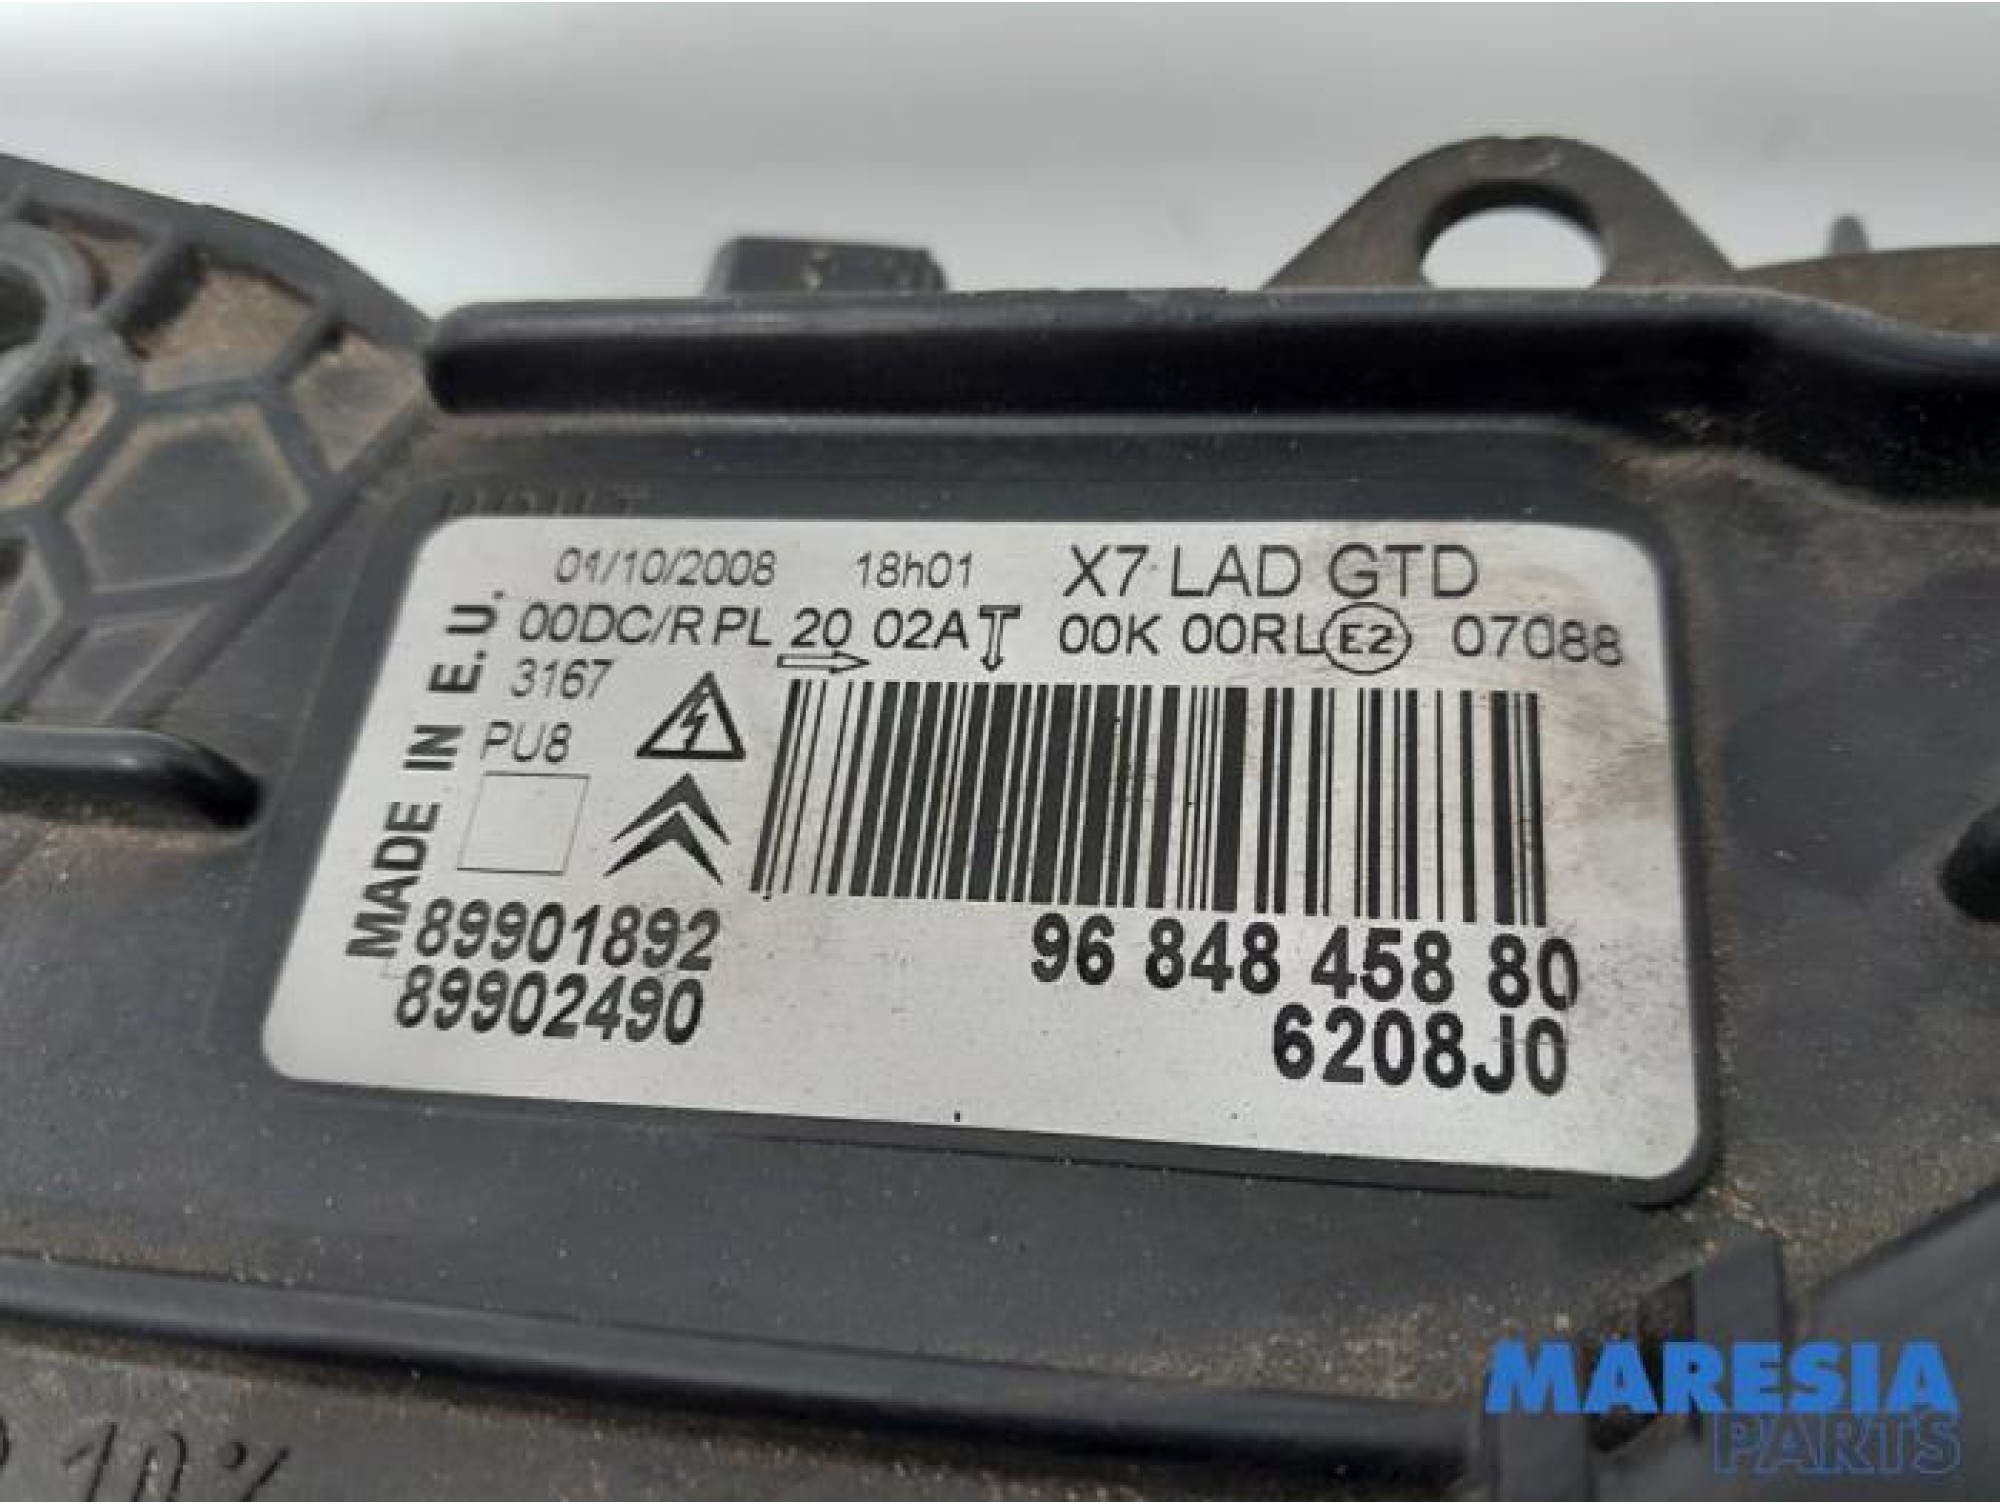 01/10/2008 18h01 X7 LAD GTD
00DC/R PL 20 02A 00K 00RL E2 07088
3167
PU8
MADE IN E.U.
89901892
96 848 458 80
89902490
6208J0
10%
MARESIA
PARTS